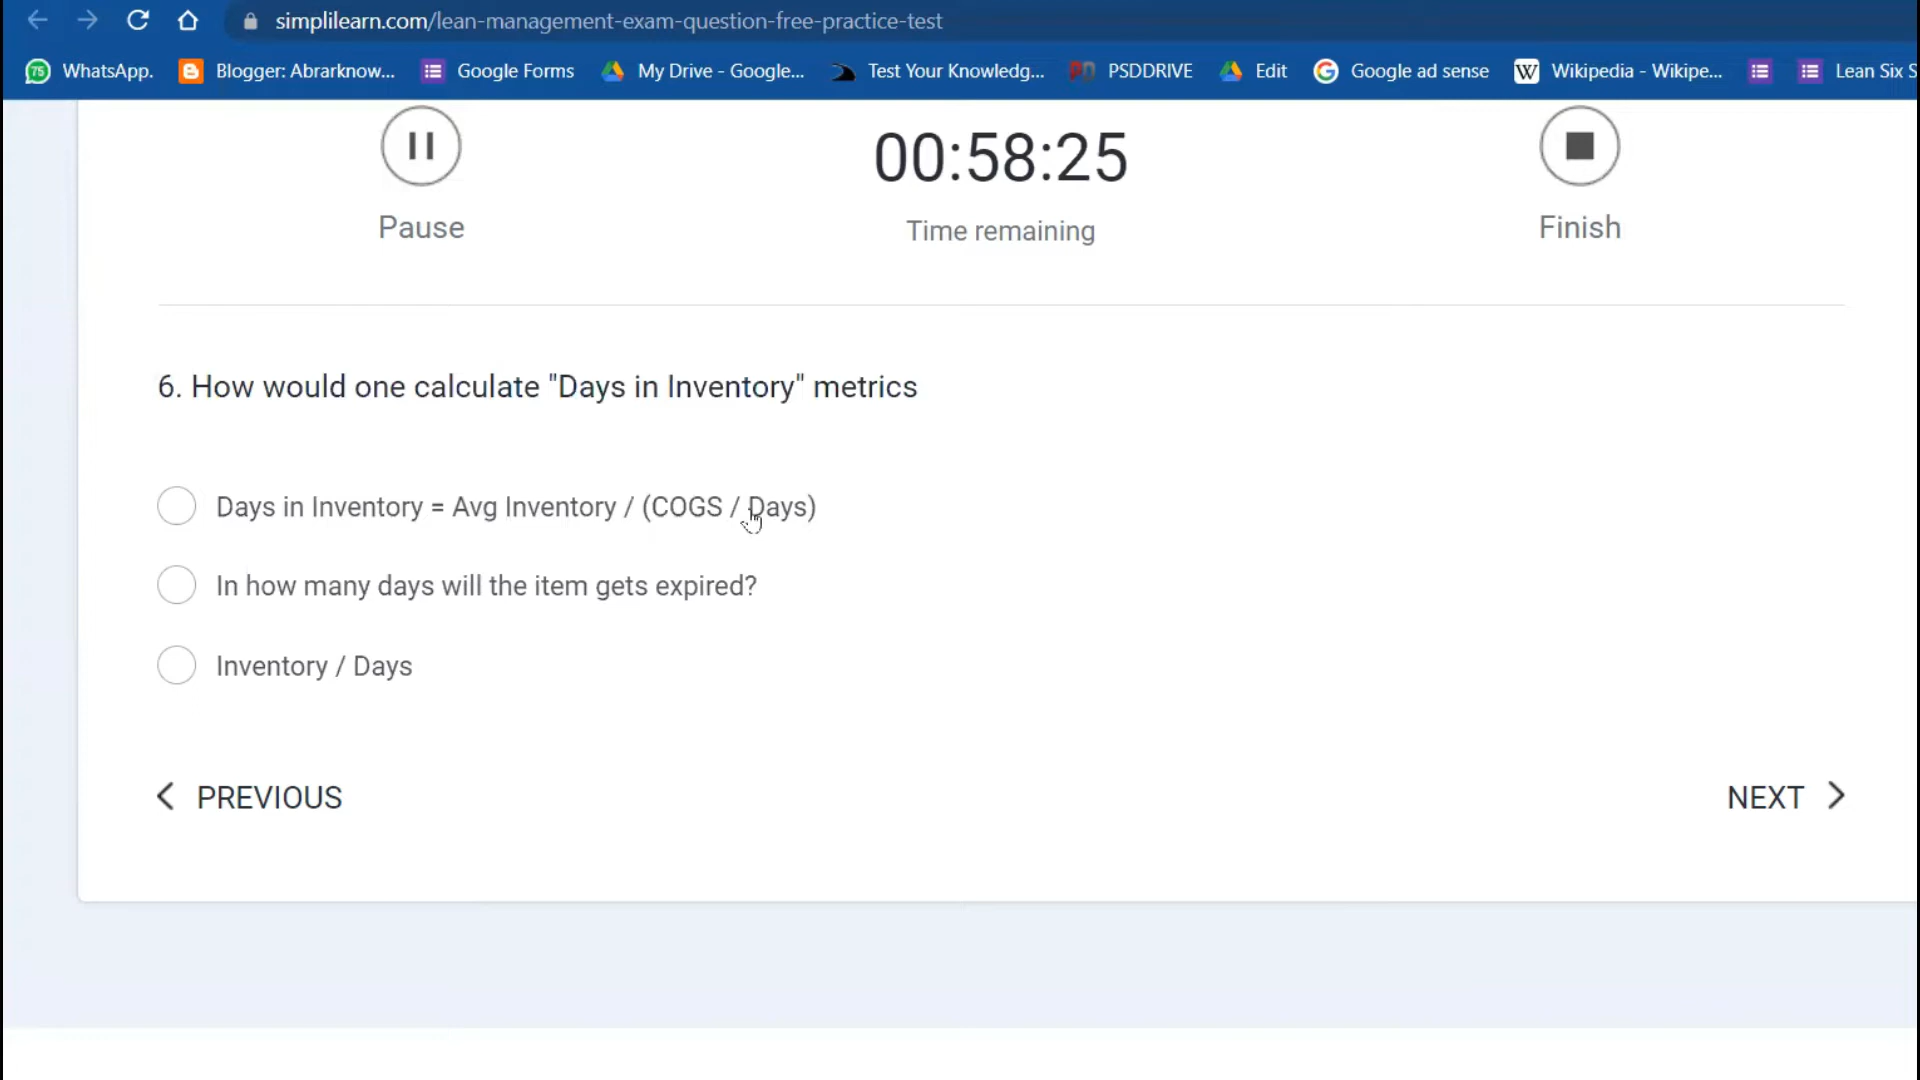 simplilearn.com/lean-management-exam-question-free-practice-test
75 WhatsApp. Blogger: Abrarknow... Google Forms My Drive - Google... Test Your Knowledg... PSDDRIVE Edit Google ad sense W Wikipedia - Wikipe... Lean Six S
00:58:25
Pause Time remaining Finish
6. How would one calculate "Days in Inventory" metrics
Days in Inventory = Avg Inventory / (COGS / Days)
In how many days will the item gets expired?
Inventory / Days
PREVIOUS NEXT